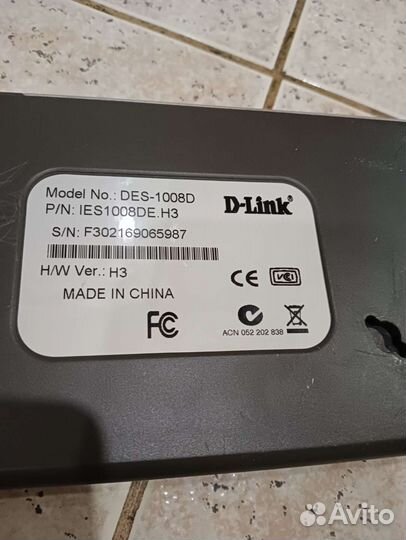 Model No.: DES-1008D
D-Link
P/N: IES1008DE.H3
S/N: F302169065987
H/W Ver.: H3
CE
VCI
MADE IN CHINA
FC
ACN 052 202 838
Avito